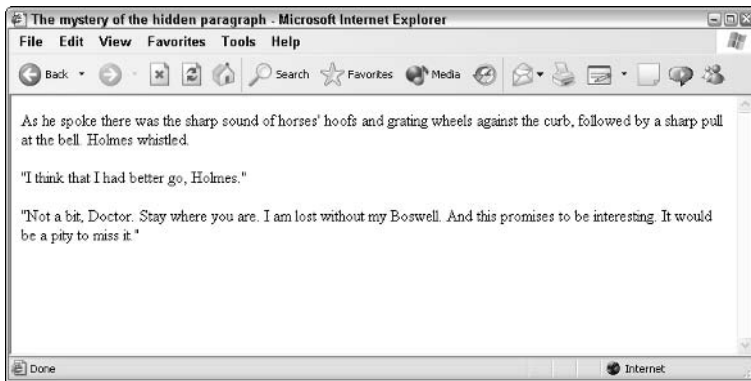 The mystery of the hidden paragraph - Microsoft Internet Explorer
File Edit View Favorites Tools Help
Back Search Favorites Media
As he spoke there was the sharp sound of horses' hoofs and grating wheels against the curb, followed by a sharp pull
at the bell. Holmes whistled.
"I think that I had better go, Holmes."
"Not a bit, Doctor. Stay where you are. I am lost without my Boswell. And this promises to be interesting. It would
be a pity to miss it."
Done Internet